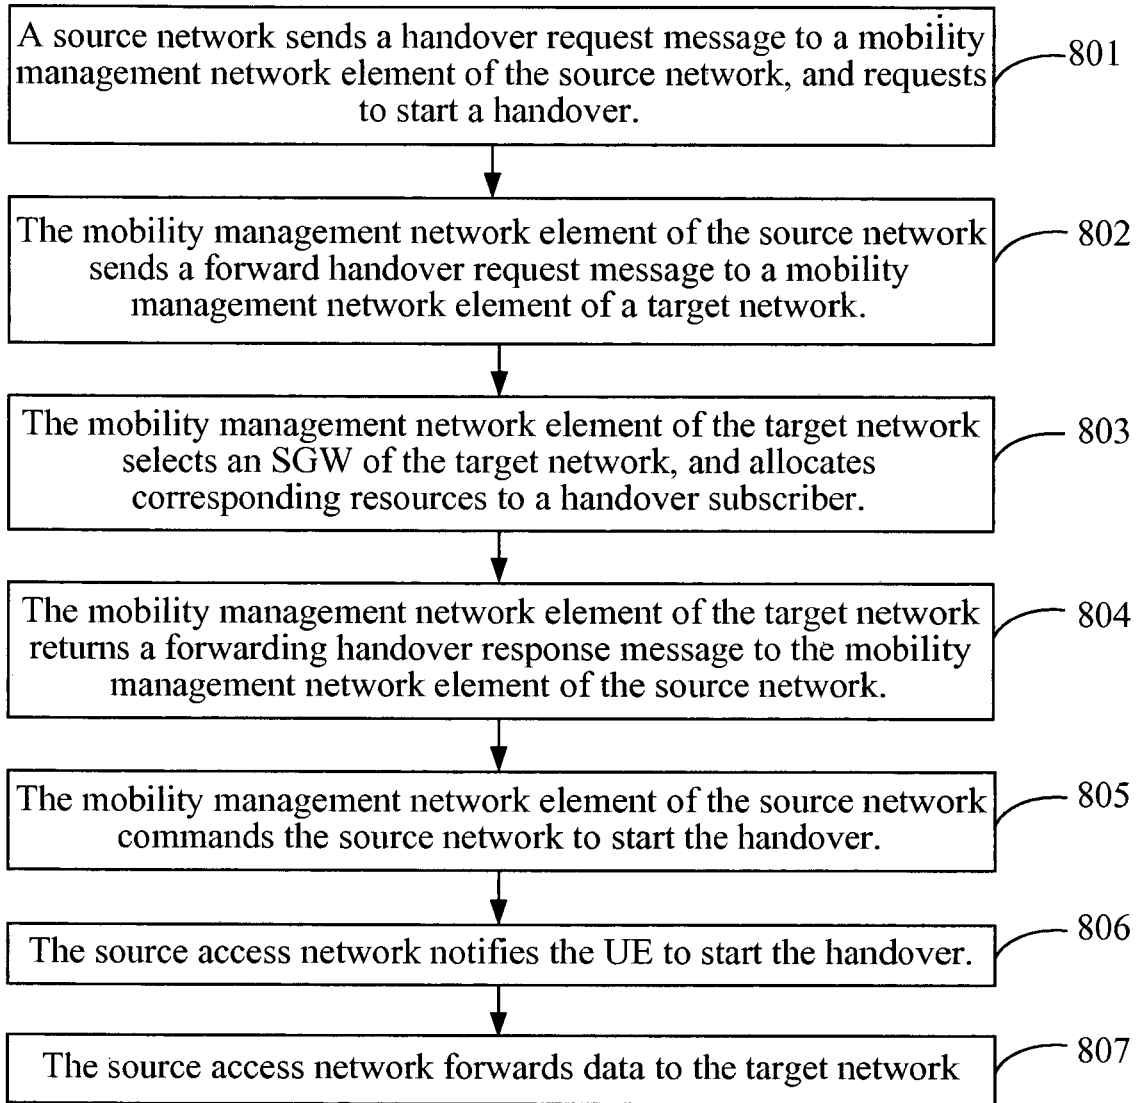 A source network sends a handover request message to a mobility
management network element of the source network, and requests
to start a handover.
801
The mobility management network element of the source network
sends a forward handover request message to a mobility
management network element of a target network.
802
The mobility management network element of the target network
selects an SGW of the target network, and allocates
corresponding resources to a handover subscriber.
803
The mobility management network element of the target network
returns a forwarding handover response message to the mobility
management network element of the source network.
804
The mobility management network element of the source network
commands the source network to start the handover.
805
The source access network notifies the UE to start the handover.
806
The source access network forwards data to the target network
807